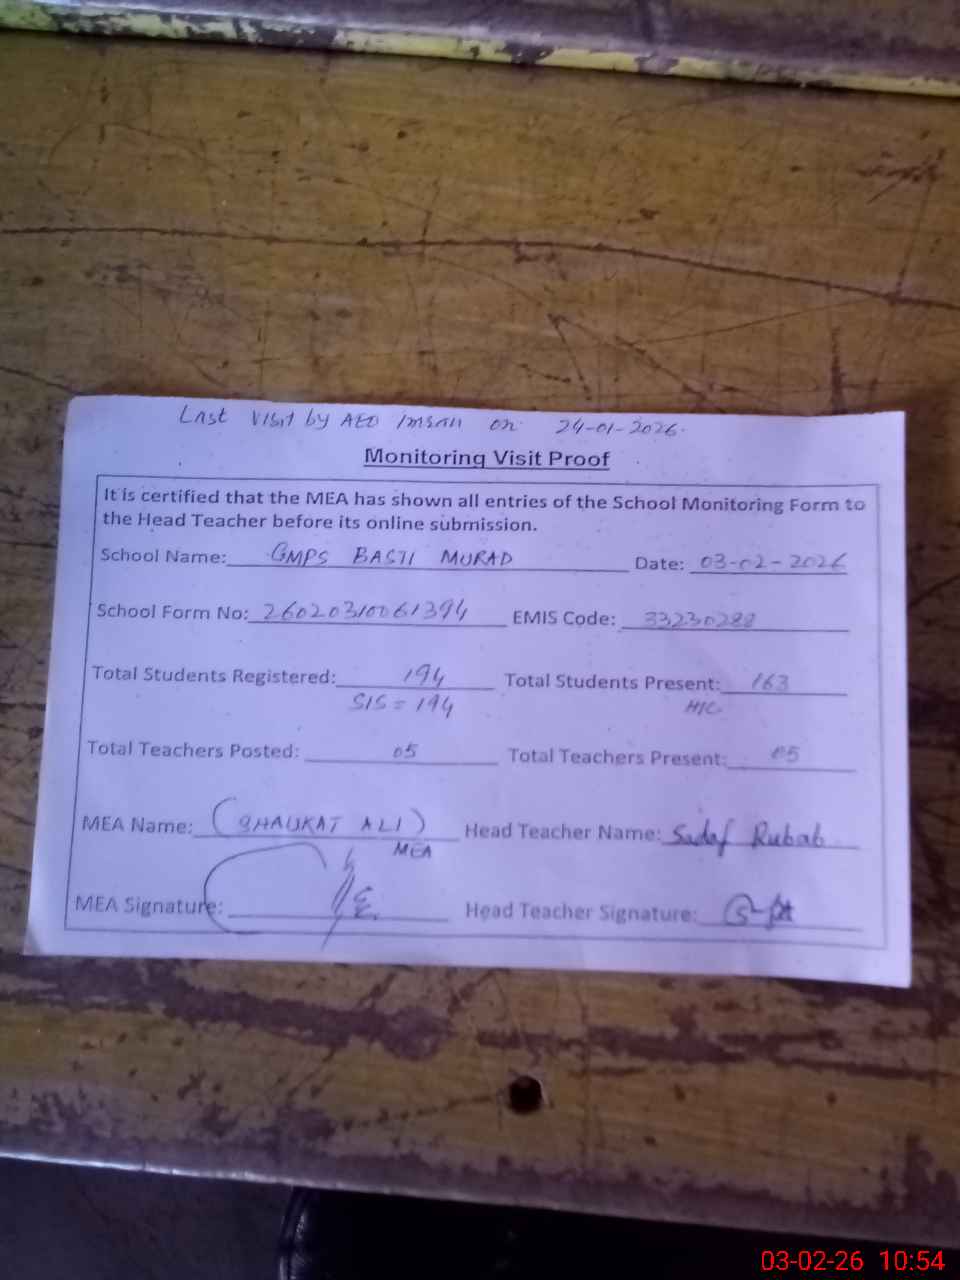 Last visit by AEO Imran on 24-01-2026.
Monitoring Visit Proof
It is certified that the MEA has shown all entries of the School Monitoring Form to
the Head Teacher before its online submission.
School Name: GMPS BASTI MURAD Date: 03-02-2026
School Form No: 26020310061394 EMIS Code: 33230288
Total Students Registered: 194 Total Students Present: 163
SIS = 194
Total Teachers Posted: 05 Total Teachers Present: 05
MEA Name: (SHAUKAT ALI) Head Teacher Name: Sadaf Rubab
MEA
MEA Signature: Head Teacher Signature:
03-02-26 10:54